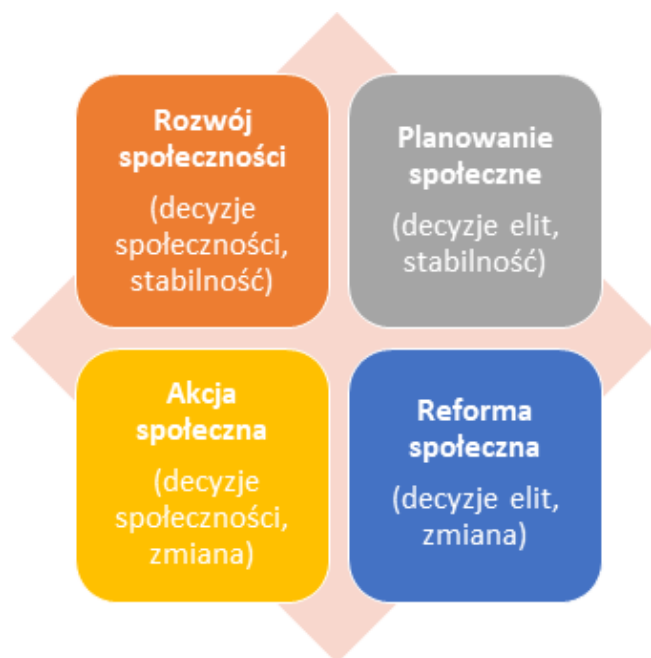 Rozwój
społeczności
(decyzje
społeczności,
stabilność)
Planowanie
społeczne
(decyzje elit,
stabilność)
Akcja
społeczna
(decyzje
społeczności,
zmiana)
Reforma
społeczna
(decyzje elit,
zmiana)